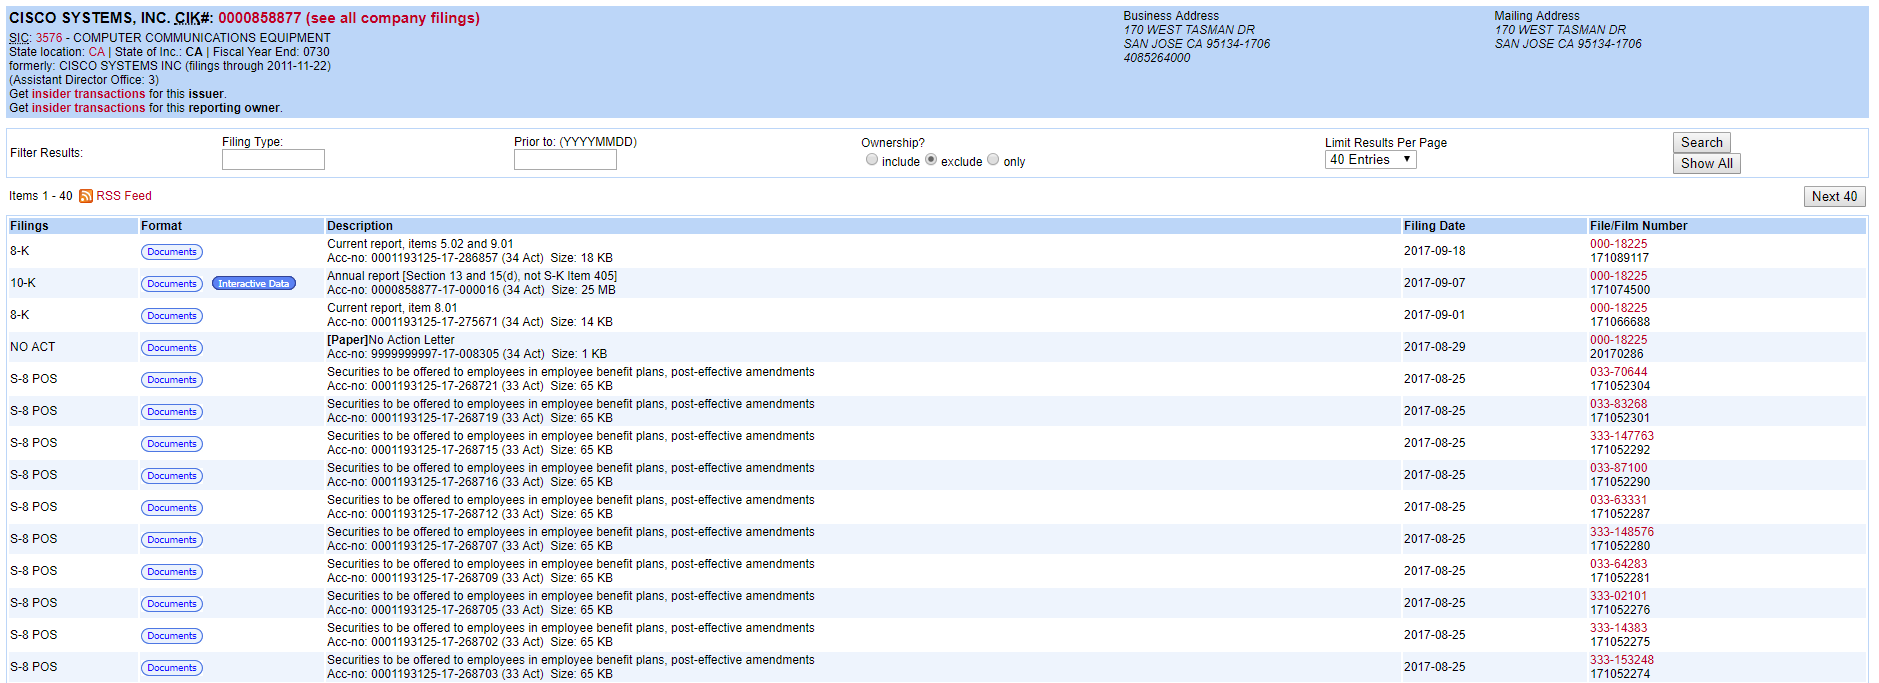 CISCO SYSTEMS, INC. CIK#: 0000858877 (see all company filings)
SIC: 3576 - COMPUTER COMMUNICATIONS EQUIPMENT
State location: CA | State of Inc.: CA | Fiscal Year End: 0730
formerly: CISCO SYSTEMS INC (filings through 2011-11-22)
(Assistant Director Office: 3)
Get insider transactions for this issuer.
Get insider transactions for this reporting owner.
Business Address
170 WEST TASMAN DR
SAN JOSE CA 95134-1706
4085264000
Mailing Address
170 WEST TASMAN DR
SAN JOSE CA 95134-1706
Filter Results:
Filing Type:
Prior to: (YYYYMMDD)
Ownership?
include exclude only
Limit Results Per Page
40 Entries
Search
Show All
Items 1 - 40 RSS Feed
Next 40
Filings Format Description Filing Date File/Film Number
8-K Documents Current report, items 5.02 and 9.01 2017-09-18 000-18225
Acc-no: 0001193125-17-286857 (34 Act) Size: 18 KB 171089117
10-K Documents Interactive Data Annual report [Section 13 and 15(d), not S-K Item 405] 2017-09-07 000-18225
Acc-no: 0000858877-17-000016 (34 Act) Size: 25 MB 171074500
8-K Documents Current report, item 8.01 2017-09-01 000-18225
Acc-no: 0001193125-17-275671 (34 Act) Size: 14 KB 171066688
NO ACT Documents [Paper]No Action Letter 2017-08-29 000-18225
Acc-no: 9999999997-17-008305 (34 Act) Size: 1 KB 20170286
S-8 POS Documents Securities to be offered to employees in employee benefit plans, post-effective amendments 2017-08-25 033-70644
Acc-no: 0001193125-17-268721 (33 Act) Size: 65 KB 171052304
S-8 POS Documents Securities to be offered to employees in employee benefit plans, post-effective amendments 2017-08-25 033-83268
Acc-no: 0001193125-17-268719 (33 Act) Size: 65 KB 171052301
S-8 POS Documents Securities to be offered to employees in employee benefit plans, post-effective amendments 2017-08-25 333-147763
Acc-no: 0001193125-17-268715 (33 Act) Size: 65 KB 171052292
S-8 POS Documents Securities to be offered to employees in employee benefit plans, post-effective amendments 2017-08-25 033-87100
Acc-no: 0001193125-17-268716 (33 Act) Size: 65 KB 171052290
S-8 POS Documents Securities to be offered to employees in employee benefit plans, post-effective amendments 2017-08-25 033-63331
Acc-no: 0001193125-17-268712 (33 Act) Size: 65 KB 171052287
S-8 POS Documents Securities to be offered to employees in employee benefit plans, post-effective amendments 2017-08-25 333-148576
Acc-no: 0001193125-17-268707 (33 Act) Size: 65 KB 171052280
S-8 POS Documents Securities to be offered to employees in employee benefit plans, post-effective amendments 2017-08-25 033-64283
Acc-no: 0001193125-17-268709 (33 Act) Size: 65 KB 171052281
S-8 POS Documents Securities to be offered to employees in employee benefit plans, post-effective amendments 2017-08-25 333-02101
Acc-no: 0001193125-17-268705 (33 Act) Size: 65 KB 171052276
S-8 POS Documents Securities to be offered to employees in employee benefit plans, post-effective amendments 2017-08-25 333-14383
Acc-no: 0001193125-17-268702 (33 Act) Size: 65 KB 171052275
S-8 POS Documents Securities to be offered to employees in employee benefit plans, post-effective amendments 2017-08-25 333-153248
Acc-no: 0001193125-17-268703 (33 Act) Size: 65 KB 171052274